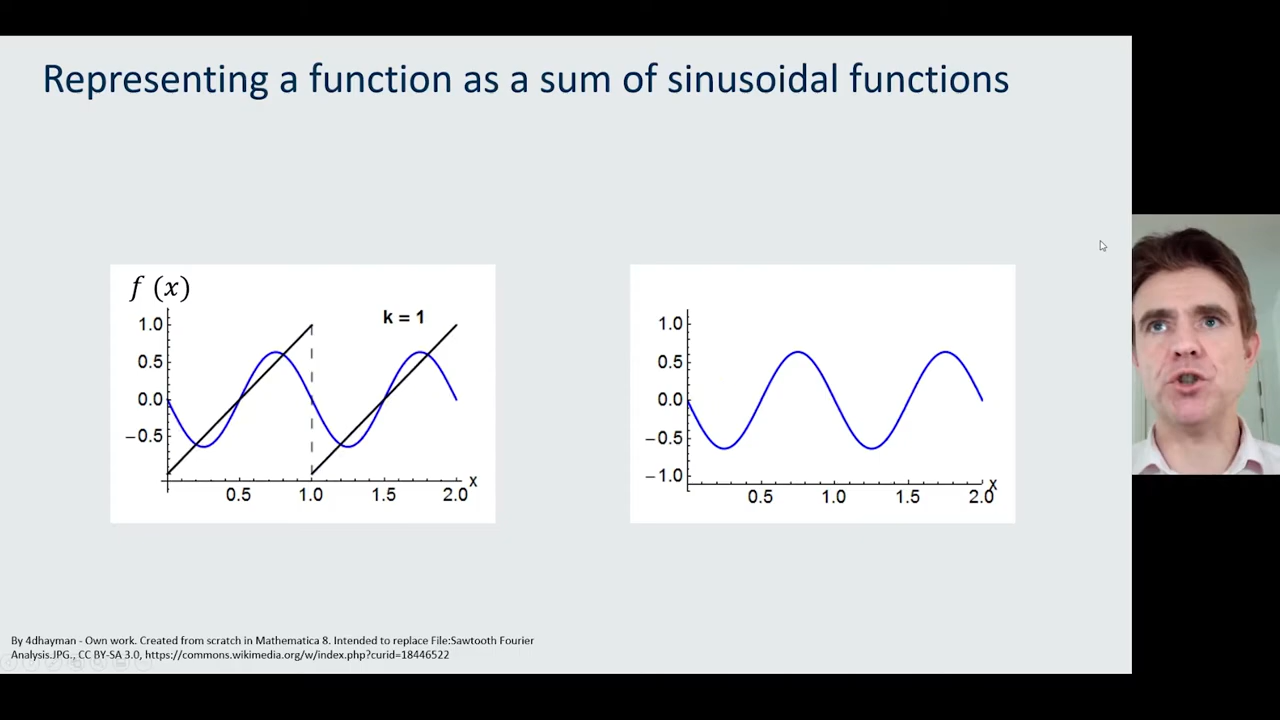 Representing a function as a sum of sinusoidal functions
f (x)
k = 1
1.0
0.5
0.0
−0.5
0.5
1.0
1.5
2.0
x
1.0
0.5
0.0
−0.5
−1.0
0.5
1.0
1.5
2.0
x
By 4dhayman - Own work. Created from scratch in Mathematica 8. Intended to replace File:Sawtooth Fourier
Analysis.JPG., CC BY-SA 3.0, https://commons.wikimedia.org/w/index.php?curid=18446522